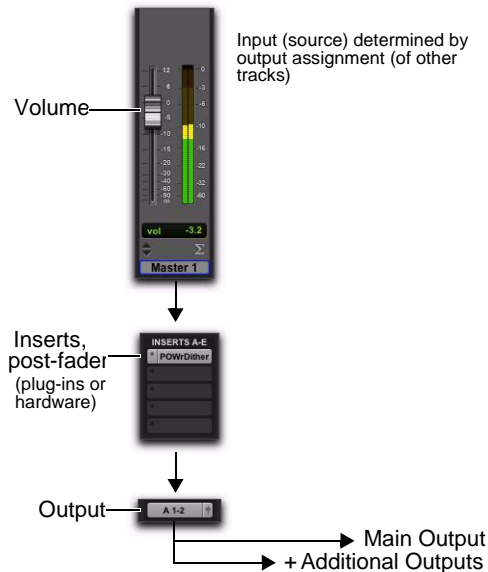 Input (source) determined by
output assignment (of other
tracks)
Volume
12
6
0
-5
-10
-15
-20
-30
-40
-60
-90
∞
0
-3
-6
-10
-16
-22
-32
-60
vol -3.2
Σ
Master 1
Inserts,
post-fader
(plug-ins or
hardware)
INSERTS A-E
POWrDither
Output
A 1-2
Main Output
+ Additional Outputs